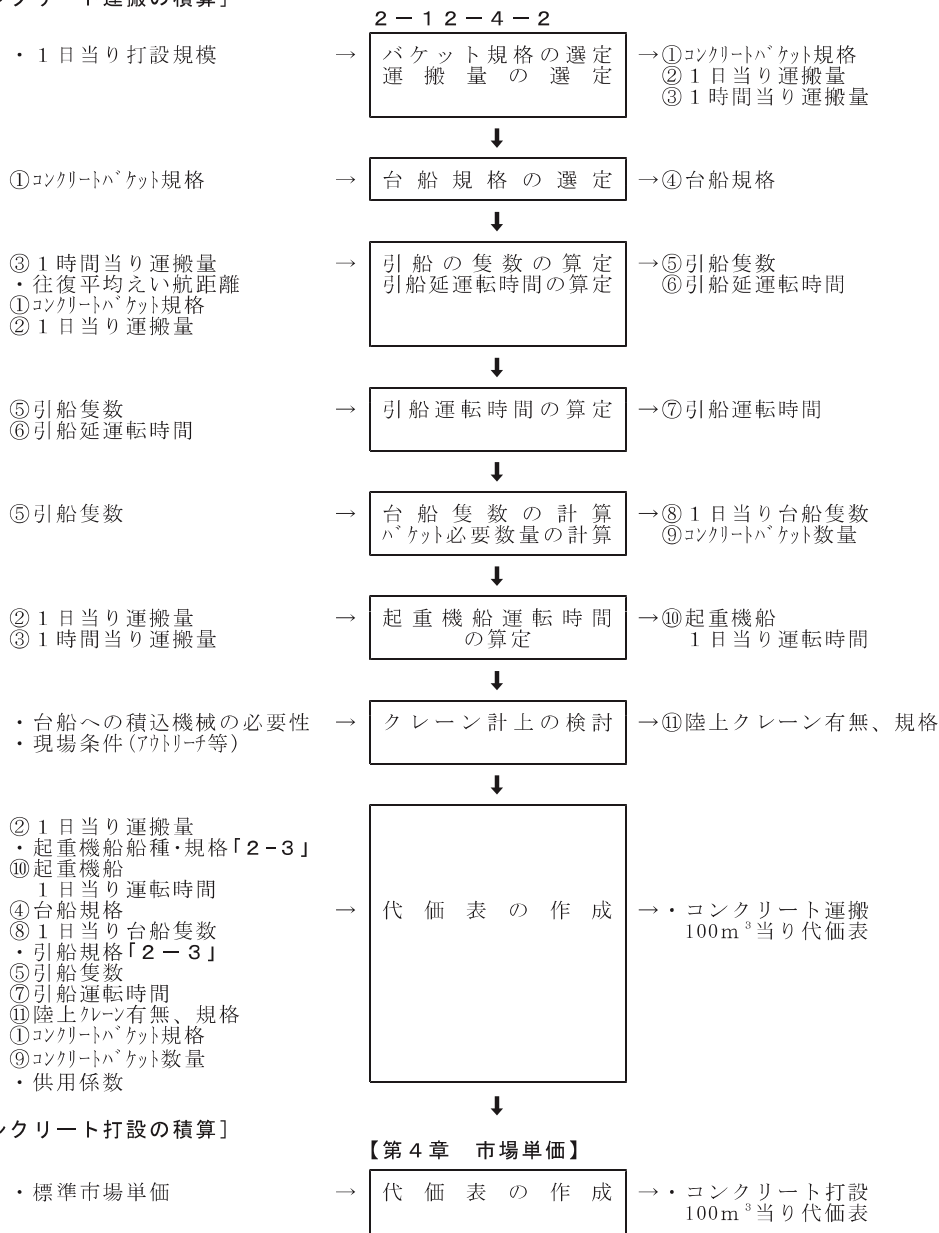 クリート運搬の積算］
２－１２－４－２
・１日当り打設規模 → バケット規格の選定 →①ｺﾝｸﾘｰﾄﾊﾞｹｯﾄ規格
運搬量の選定 ②１日当り運搬量
③１時間当り運搬量
⬇
①ｺﾝｸﾘｰﾄﾊﾞｹｯﾄ規格 → 台船規格の選定 →④台船規格
⬇
③１時間当り運搬量 → 引船の隻数の算定 →⑤引船隻数
・往復平均えい航距離 引船延運転時間の算定 ⑥引船延運転時間
①ｺﾝｸﾘｰﾄﾊﾞｹｯﾄ規格
②１日当り運搬量
⬇
⑤引船隻数 → 引船運転時間の算定 →⑦引船運転時間
⑥引船延運転時間
⬇
⑤引船隻数 → 台船隻数の計算 →⑧１日当り台船隻数
ﾊﾞｹｯﾄ必要数量の計算 ⑨ｺﾝｸﾘｰﾄﾊﾞｹｯﾄ数量
⬇
②１日当り運搬量 → 起重機船運転時間 →⑩起重機船
③１時間当り運搬量 の算定 １日当り運転時間
⬇
・台船への積込機械の必要性 → クレーン計上の検討 →⑪陸上クレーン有無、規格
・現場条件(ｱｳﾄﾘｰﾁ等)
⬇
②１日当り運搬量
・起重機船船種･規格｢２－３｣
⑩起重機船
１日当り運転時間
④台船規格 → 代価表の作成 →・コンクリート運搬
⑧１日当り台船隻数 100ｍ³当り代価表
・引船規格｢２－３｣
⑤引船隻数
⑦引船運転時間
⑪陸上ｸﾚｰﾝ有無、規格
①ｺﾝｸﾘｰﾄﾊﾞｹｯﾄ規格
⑨ｺﾝｸﾘｰﾄﾊﾞｹｯﾄ数量
・供用係数
⬇
ンクリート打設の積算］
【第４章　市場単価】
・標準市場単価 → 代価表の作成 →・コンクリート打設
100ｍ³当り代価表